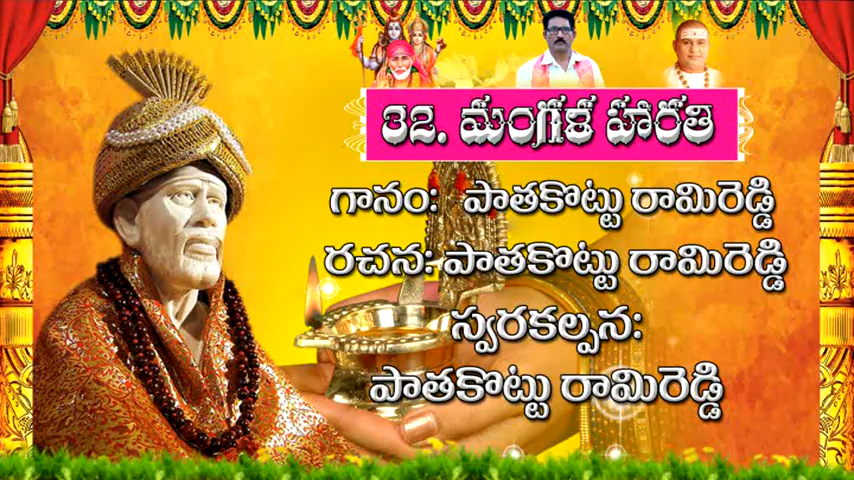 32. మంగళ హారతి
గానం: పాతకొట్టు రామిరెడ్డి
రచన: పాతకొట్టు రామిరెడ్డి
స్వరకల్పన:
పాతకొట్టు రామిరెడ్డి